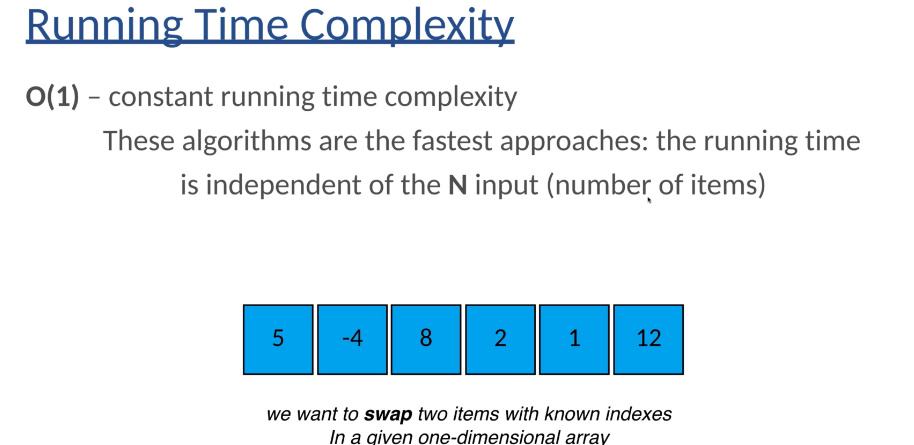 Running Time Complexity
O(1) – constant running time complexity
These algorithms are the fastest approaches: the running time
is independent of the N input (number of items)
5 -4 8 2 1 12
we want to swap two items with known indexes
In a given one-dimensional array